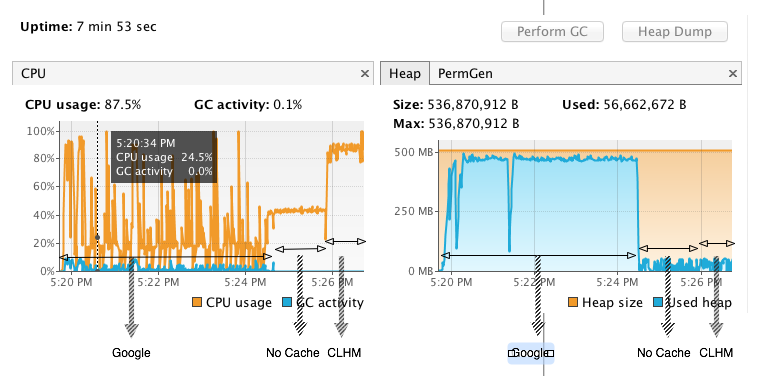 Uptime: 7 min 53 sec
Perform GC
Heap Dump
CPU
×
Heap
PermGen
×
CPU usage: 87.5%
GC activity: 0.1%
Size: 536,870,912 B
Used: 56,662,672 B
Max: 536,870,912 B
100%
80%
60%
40%
20%
0%
5:20:34 PM
CPU usage 24.5%
GC activity 0.0%
5:20 PM
5:22 PM
5:24 PM
5:26 PM
CPU usage
GC activity
500 MB
250 MB
0 MB
5:20 PM
5:22 PM
5:24 PM
5:26 PM
Heap size
Used heap
Google
No Cache
CLHM
Google
No Cache
CLHM